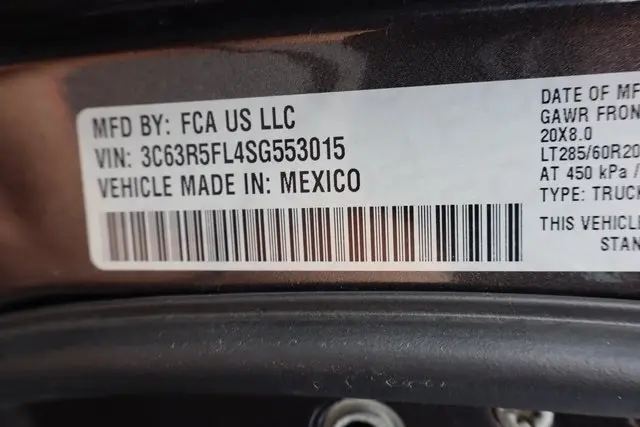 MFD BY: FCA US LLC
VIN: 3C63R5FL4SG553015
VEHICLE MADE IN: MEXICO
DATE OF MF
GAWR FRON
20X8.0
LT285/60R20
AT 450 kPa /
TYPE: TRUCK
THIS VEHICLE
STAN